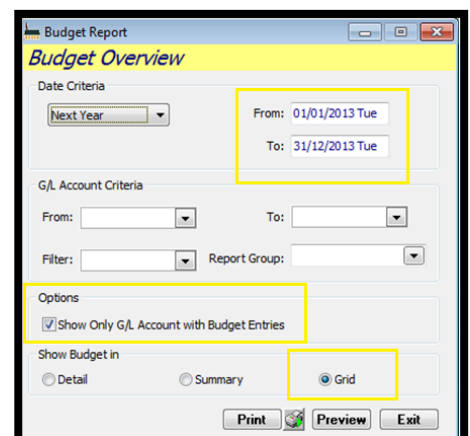 Budget Report
Budget Overview
Date Criteria
Next Year
From: 01/01/2013 Tue
To: 31/12/2013 Tue
G/L Account Criteria
From: To:
Filter: Report Group:
Options
Show Only G/L Account with Budget Entries
Show Budget in
Detail Summary Grid
Print Preview Exit